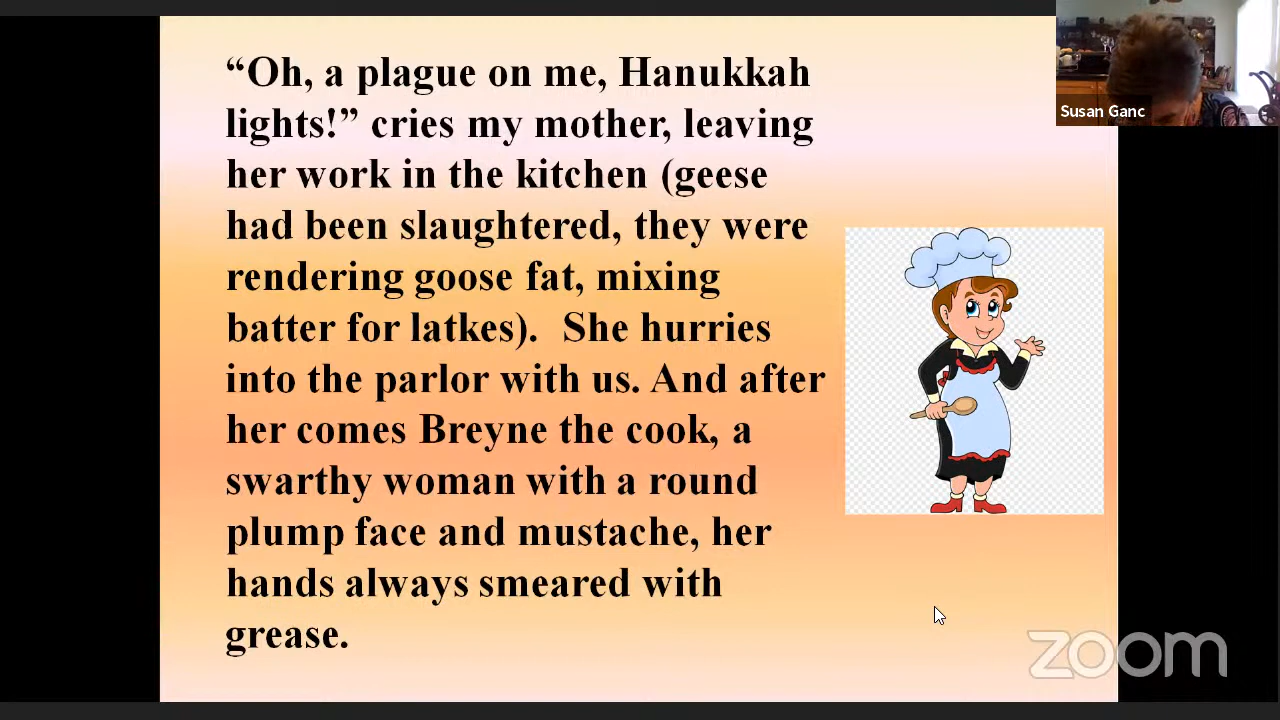 “Oh, a plague on me, Hanukkah
lights!” cries my mother, leaving
her work in the kitchen (geese
had been slaughtered, they were
rendering goose fat, mixing
batter for latkes).  She hurries
into the parlor with us. And after
her comes Breyne the cook, a
swarthy woman with a round
plump face and mustache, her
hands always smeared with
grease.
Susan Ganc
zoom